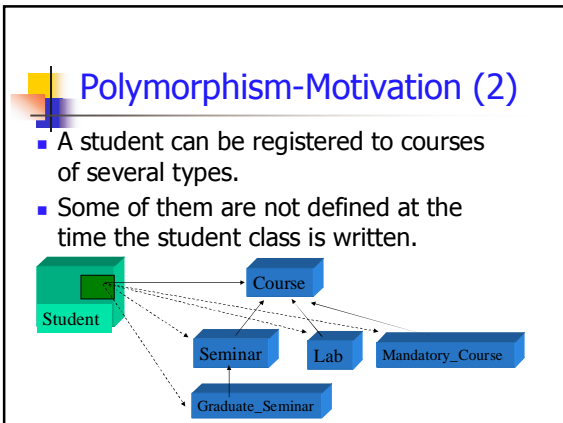 Polymorphism-Motivation (2)
A student can be registered to courses
of several types.
Some of them are not defined at the
time the student class is written.
Course
Student
Seminar
Lab
Mandatory_Course
Graduate_Seminar